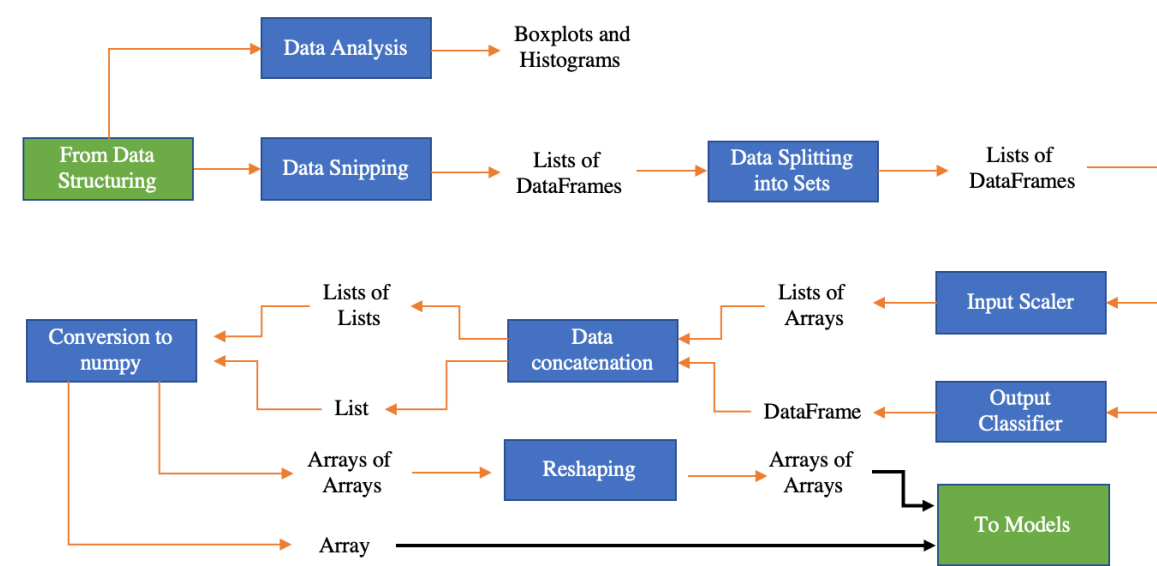 Data Analysis
Boxplots and
Histograms
From Data
Structuring
Data Snipping
Lists of
DataFrames
Data Splitting
into Sets
Lists of
DataFrames
Lists of
Lists
Lists of
Arrays
Input Scaler
Conversion to
numpy
Data
concatenation
List
DataFrame
Output
Classifier
Arrays of
Arrays
Reshaping
Arrays of
Arrays
To Models
Array